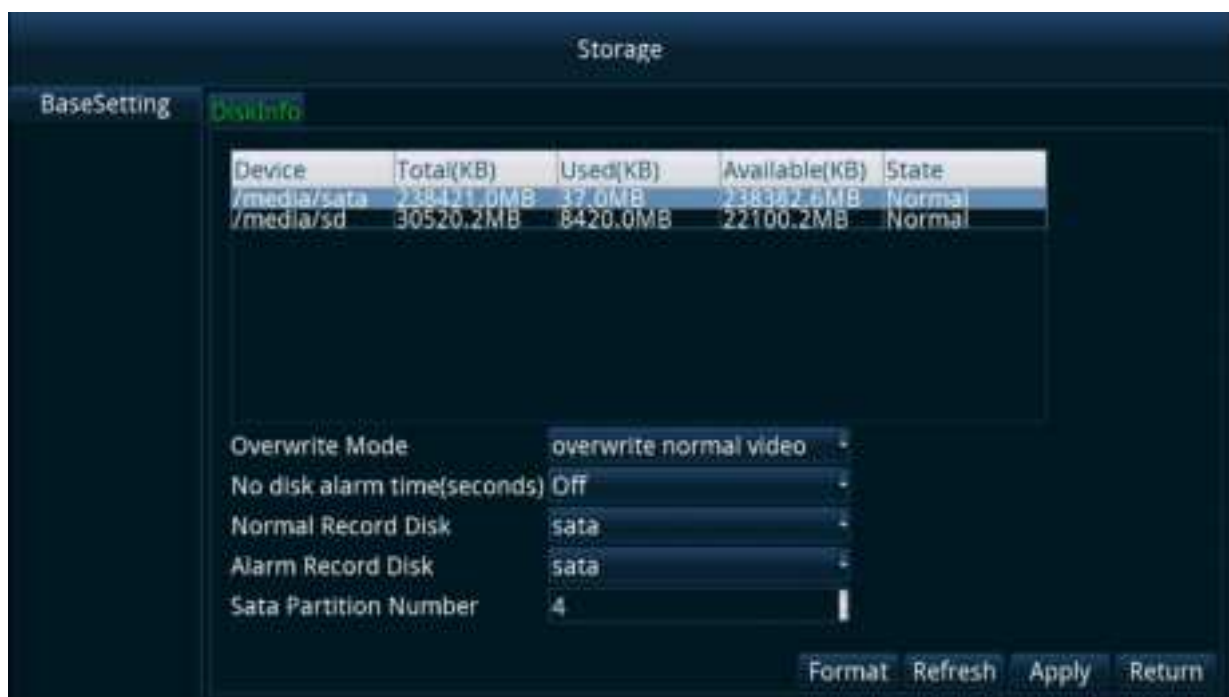 Storage
BaseSetting
DiskInfo
Device Total(KB) Used(KB) Available(KB) State
/media/sata 238421.0MB 37.0MB 238382.6MB Normal
/media/sd 30520.2MB 8420.0MB 22100.2MB Normal
Overwrite Mode overwrite normal video
No disk alarm time(seconds) Off
Normal Record Disk sata
Alarm Record Disk sata
Sata Partition Number 4
Format Refresh Apply Return